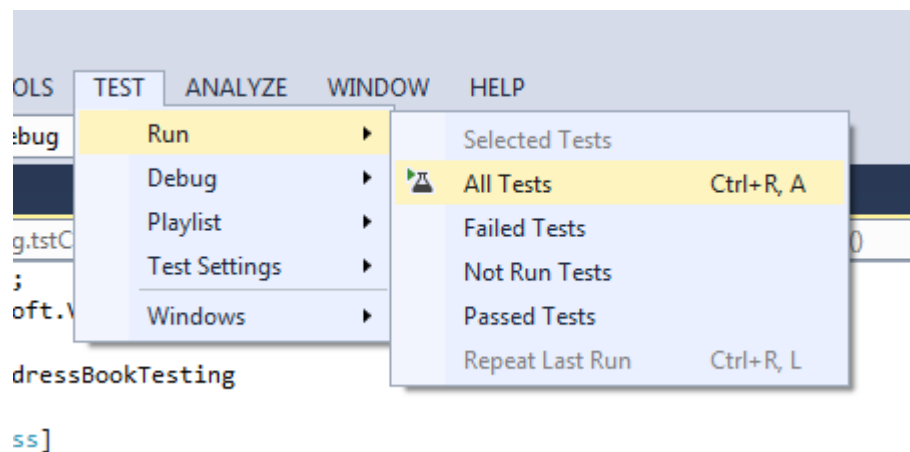 OLS TEST ANALYZE WINDOW HELP
ebug Run Selected Tests
Debug All Tests Ctrl+R, A
g.tstC Playlist Failed Tests ()
; Test Settings Not Run Tests
oft.V Windows Passed Tests
Repeat Last Run Ctrl+R, L
dressBookTesting
ss]